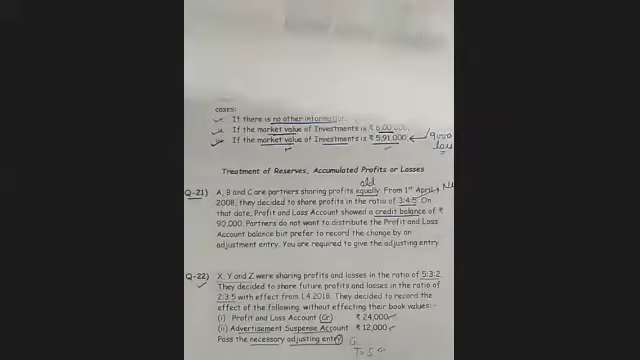 cases:
If there is no other information.
If the market value of Investments is ₹ 6,00,000.
If the market value of Investments is ₹ 5,91,000. 9000
Treatment of Reserves, Accumulated Profits or Losses
old
Q-21) A, B and C are partners sharing profits equally. From 1st April,
2008, they decided to share profits in the ratio of 3:4:5. On
that date, Profit and Loss Account showed a credit balance of ₹
90,000. Partners do not want to distribute the Profit and Loss
Account balance but prefer to record the change by an
adjustment entry. You are required to give the adjusting entry.
Q-22) X, Y and Z were sharing profits and losses in the ratio of 5:3:2.
They decided to share future profits and losses in the ratio of
2:3:5 with effect from 1.4.2018. They decided to record the
effect of the following, without effecting their book values:-
(i) Profit and Loss Account (Cr) ₹ 24,000
(ii) Advertisement Suspense Account ₹ 12,000
Pass the necessary adjusting entry